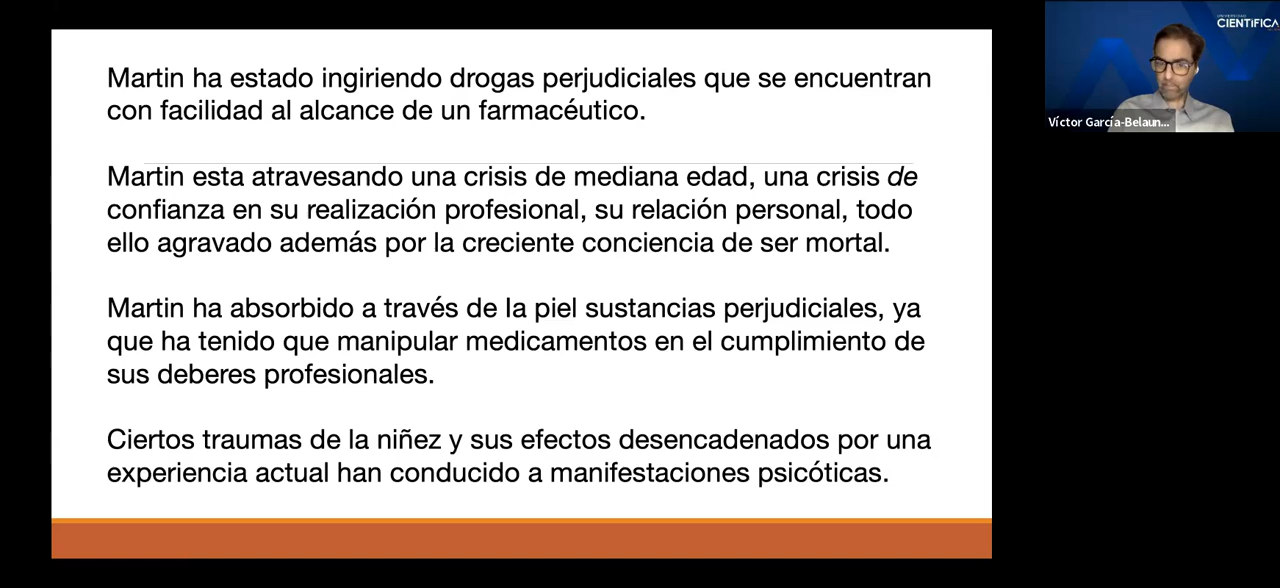 Martin ha estado ingiriendo drogas perjudiciales que se encuentran
con facilidad al alcance de un farmacéutico.
Martin esta atravesando una crisis de mediana edad, una crisis de
confianza en su realización profesional, su relación personal, todo
ello agravado además por la creciente conciencia de ser mortal.
Martin ha absorbido a través de la piel sustancias perjudiciales, ya
que ha tenido que manipular medicamentos en el cumplimiento de
sus deberes profesionales.
Ciertos traumas de la niñez y sus efectos desencadenados por una
experiencia actual han conducido a manifestaciones psicóticas.
UNIVERSIDAD
CIENTÍFICA
Víctor García-Belaun...